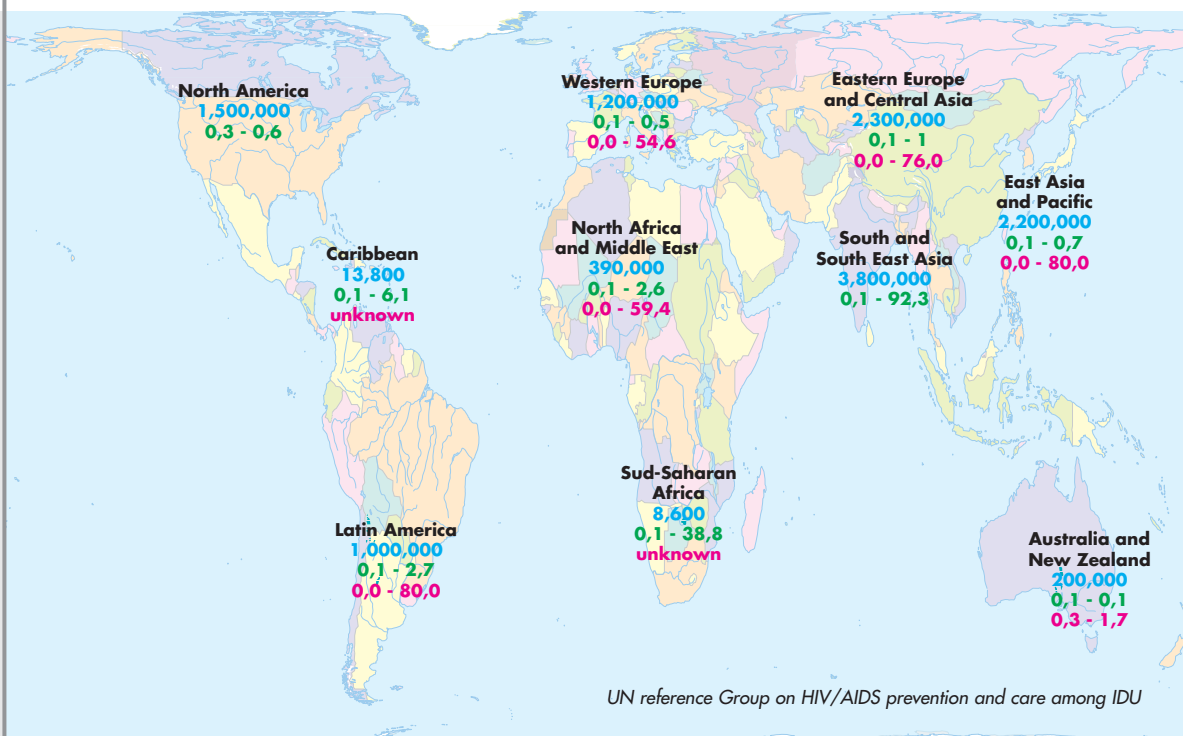 North America
1,500,000
0,3 - 0,6
Western Europe
1,200,000
0,1 - 0,5
0,0 - 54,6
Eastern Europe
and Central Asia
2,300,000
0,1 - 1
0,0 - 76,0
East Asia
and Pacific
2,200,000
0,1 - 0,7
0,0 - 80,0
Caribbean
13,800
0,1 - 6,1
unknown
North Africa
and Middle East
390,000
0,1 - 2,6
0,0 - 59,4
South and
South East Asia
3,800,000
0,1 - 92,3
Latin America
1,000,000
0,1 - 2,7
0,0 - 80,0
Sud-Saharan
Africa
8,600
0,1 - 38,8
unknown
Australia and
New Zealand
200,000
0,1 - 0,1
0,3 - 1,7
UN reference Group on HIV/AIDS prevention and care among IDU